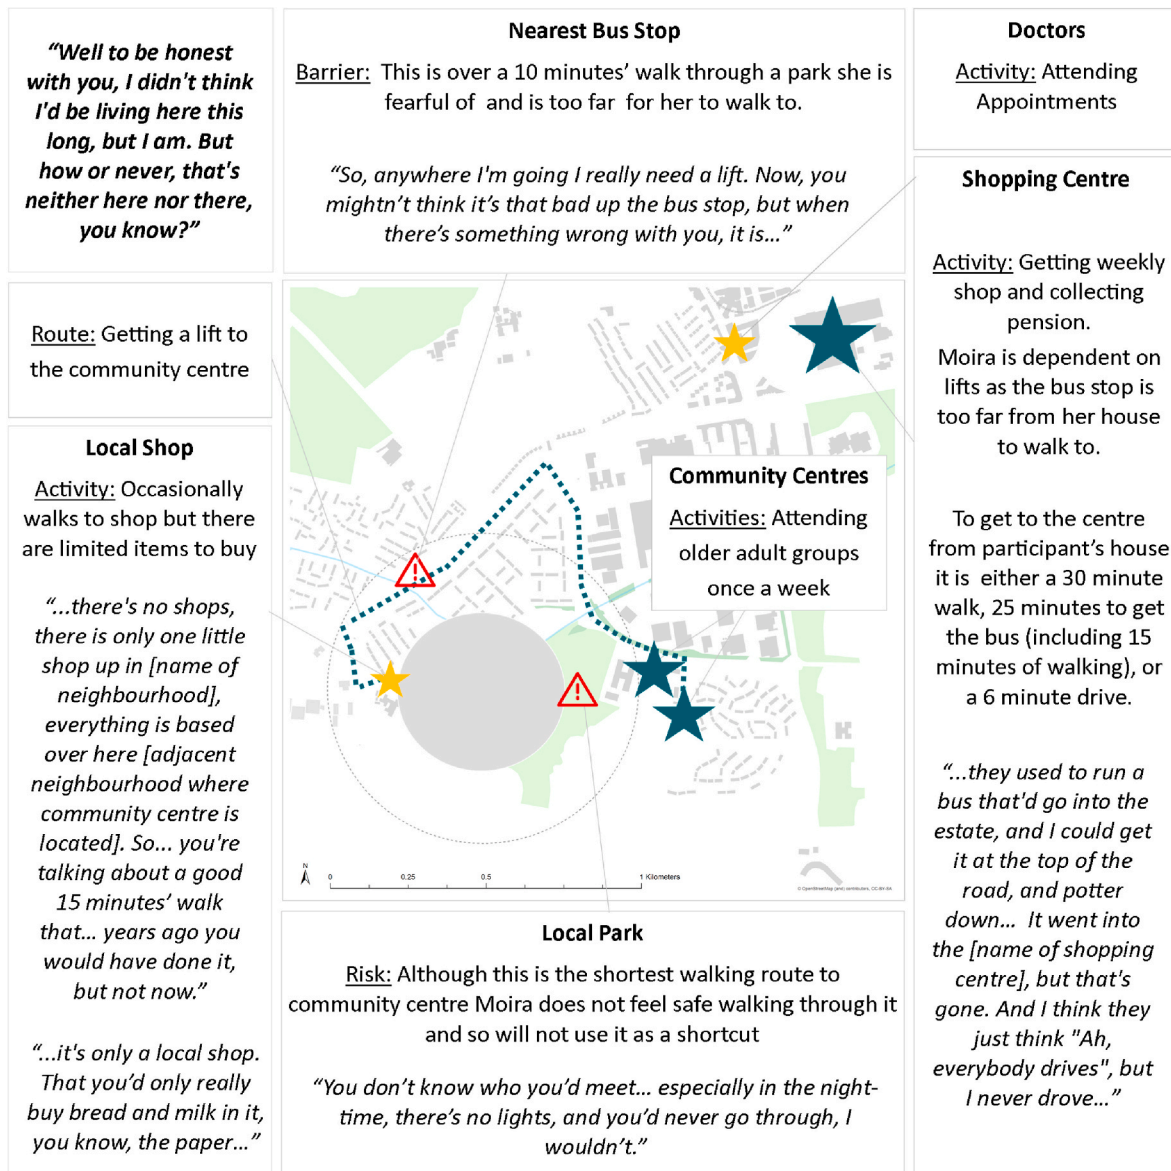 “Well to be honest
with you, I didn't think
I'd be living here this
long, but I am. But
how or never, that's
neither here nor there,
you know?”
Nearest Bus Stop
Barrier: This is over a 10 minutes’ walk through a park she is
fearful of and is too far for her to walk to.
“So, anywhere I'm going I really need a lift. Now, you
mightn’t think it’s that bad up the bus stop, but when
there’s something wrong with you, it is…”
Doctors
Activity: Attending
Appointments
Shopping Centre
Activity: Getting weekly
shop and collecting
pension.
Moira is dependent on
lifts as the bus stop is
too far from her house
to walk to.
To get to the centre
from participant’s house
it is either a 30 minute
walk, 25 minutes to get
the bus (including 15
minutes of walking), or
a 6 minute drive.
“...they used to run a
bus that'd go into the
estate, and I could get
it at the top of the
road, and potter
down… It went into
the [name of shopping
centre], but that's
gone. And I think they
just think "Ah,
everybody drives", but
I never drove…”
Route: Getting a lift to
the community centre
Local Shop
Activity: Occasionally
walks to shop but there
are limited items to buy
“...there's no shops,
there is only one little
shop up in [name of
neighbourhood],
everything is based
over here [adjacent
neighbourhood where
community centre is
located]. So... you're
talking about a good
15 minutes’ walk
that... years ago you
would have done it,
but not now.”
“...it's only a local shop.
That you’d only really
buy bread and milk in it,
you know, the paper…”
Community Centres
Activities: Attending
older adult groups
once a week
N
0 0.25 0.5 1 Kilometers
© OpenStreetMap (and) contributors, CC-BY-SA
Local Park
Risk: Although this is the shortest walking route to
community centre Moira does not feel safe walking through it
and so will not use it as a shortcut
“You don’t know who you’d meet… especially in the night-
time, there’s no lights, and you’d never go through, I
wouldn’t.”